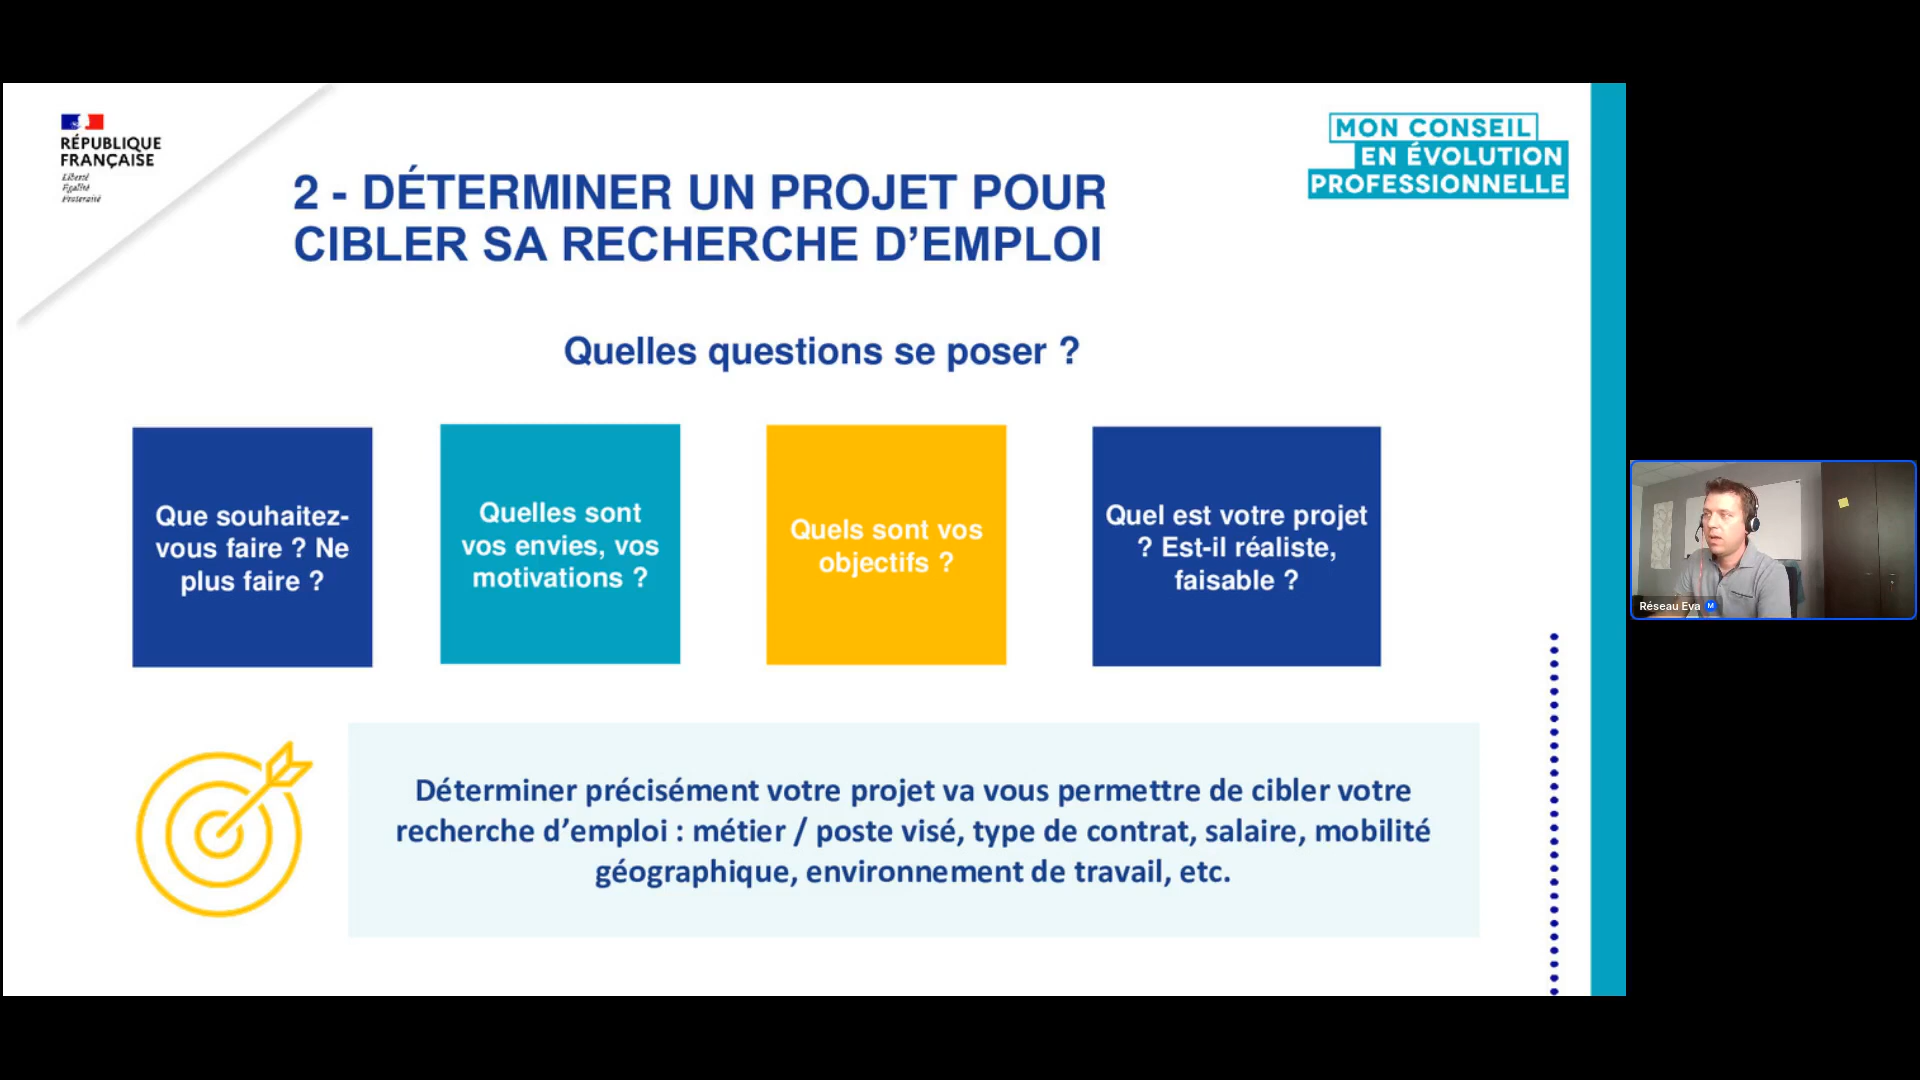 RÉPUBLIQUE
FRANÇAISE
Liberté
Égalité
Fraternité
MON CONSEIL
EN ÉVOLUTION
PROFESSIONNELLE
2 - DÉTERMINER UN PROJET POUR
CIBLER SA RECHERCHE D’EMPLOI
Quelles questions se poser ?
Que souhaitez-
vous faire ? Ne
plus faire ?
Quelles sont
vos envies, vos
motivations ?
Quels sont vos
objectifs ?
Quel est votre projet
? Est-il réaliste,
faisable ?
Déterminer précisément votre projet va vous permettre de cibler votre
recherche d’emploi : métier / poste visé, type de contrat, salaire, mobilité
géographique, environnement de travail, etc.
Réseau Eva M